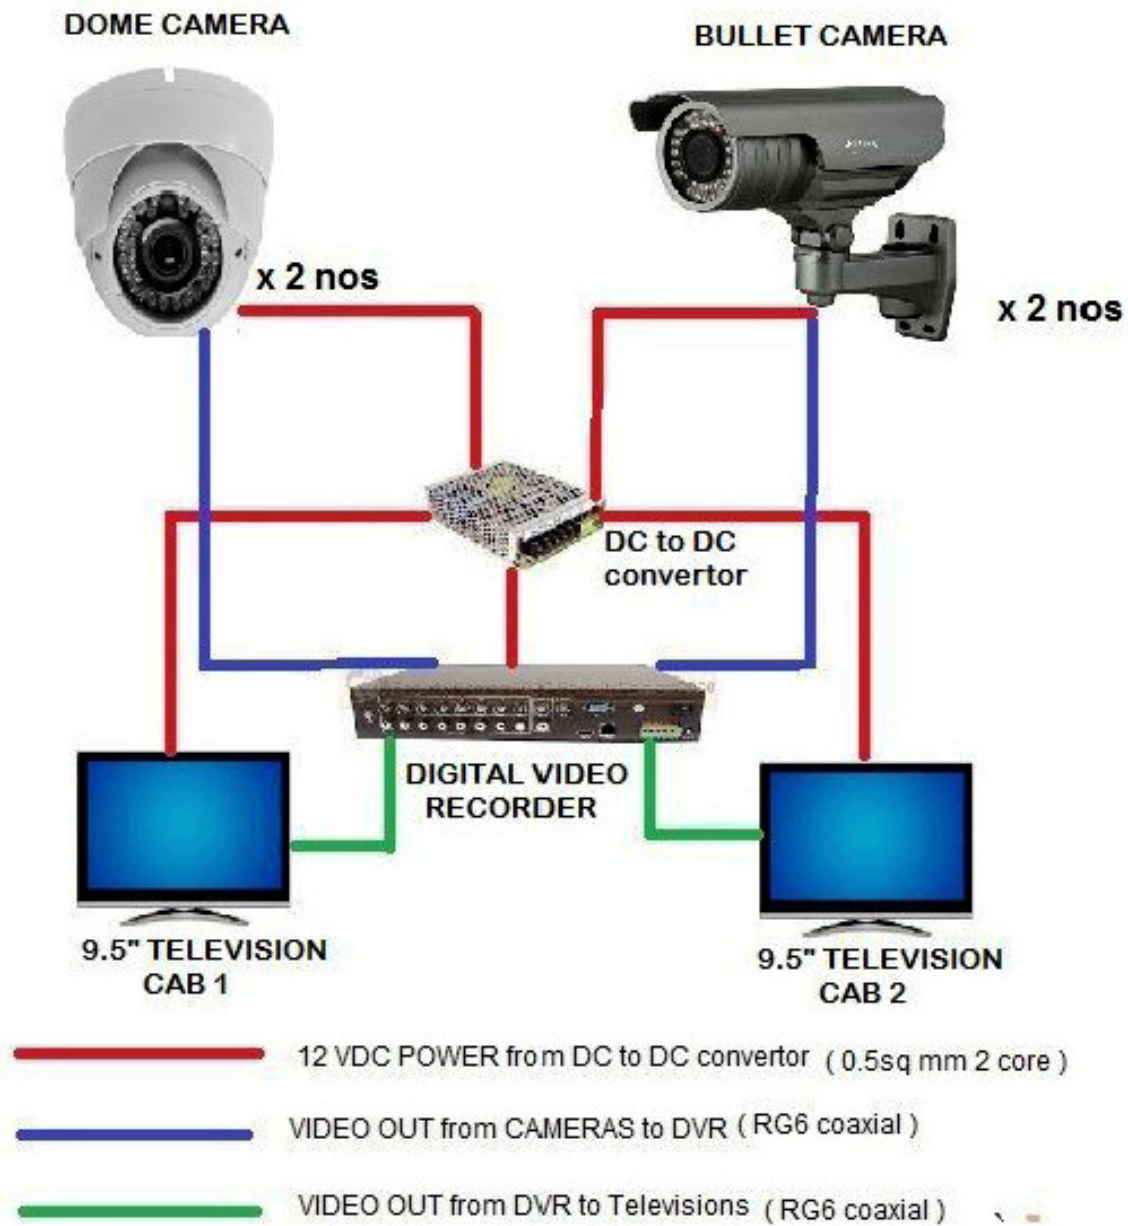 DOME CAMERA
BULLET CAMERA
x 2 nos
x 2 nos
DC to DC
convertor
DIGITAL VIDEO
RECORDER
9.5" TELEVISION
CAB 1
9.5" TELEVISION
CAB 2
12 VDC POWER from DC to DC convertor ( 0.5sq mm 2 core )
VIDEO OUT from CAMERAS to DVR ( RG6 coaxial )
VIDEO OUT from DVR to Televisions ( RG6 coaxial )